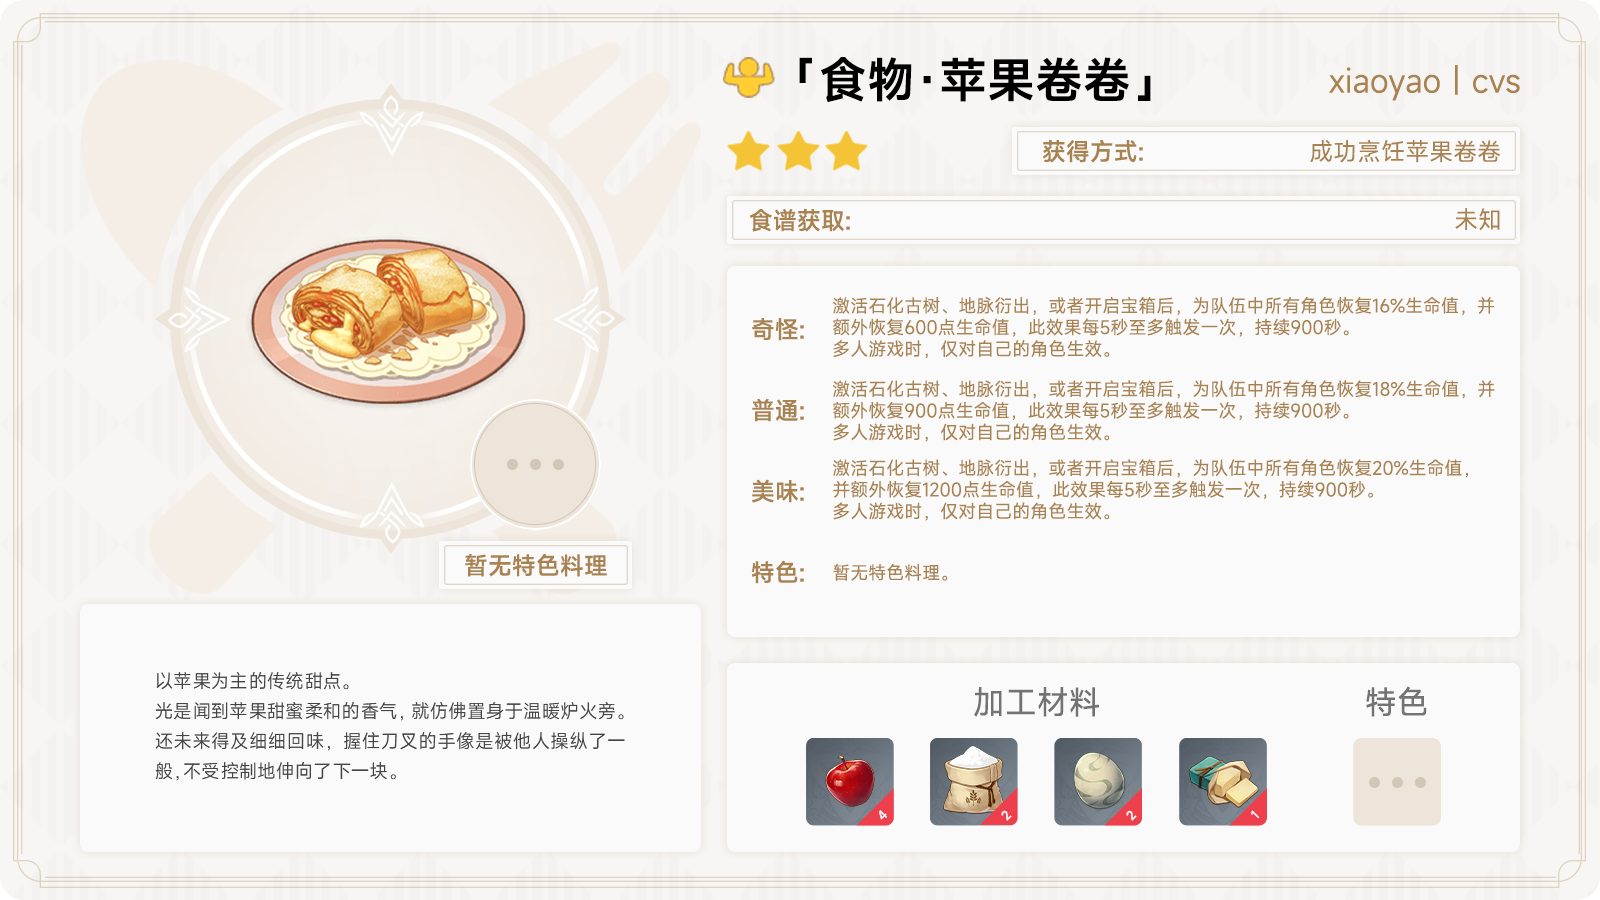 「食物·苹果卷卷」
xiaoyao | cvs
获得方式:
成功烹饪苹果卷卷
食谱获取:
未知
奇怪:
激活石化古树、地脉衍出，或者开启宝箱后，为队伍中所有角色恢复16%生命值，并
额外恢复600点生命值，此效果每5秒至多触发一次，持续900秒。
多人游戏时，仅对自己的角色生效。
普通:
激活石化古树、地脉衍出，或者开启宝箱后，为队伍中所有角色恢复18%生命值，并
额外恢复900点生命值，此效果每5秒至多触发一次，持续900秒。
多人游戏时，仅对自己的角色生效。
美味:
激活石化古树、地脉衍出，或者开启宝箱后，为队伍中所有角色恢复20%生命值，
并额外恢复1200点生命值，此效果每5秒至多触发一次，持续900秒。
多人游戏时，仅对自己的角色生效。
特色:
暂无特色料理。
暂无特色料理
以苹果为主的传统甜点。
光是闻到苹果甜蜜柔和的香气，就仿佛置身于温暖炉火旁。
还未来得及细细回味，握住刀叉的手像是被他人操纵了一
般，不受控制地伸向了下一块。
加工材料
特色
4
2
2
1